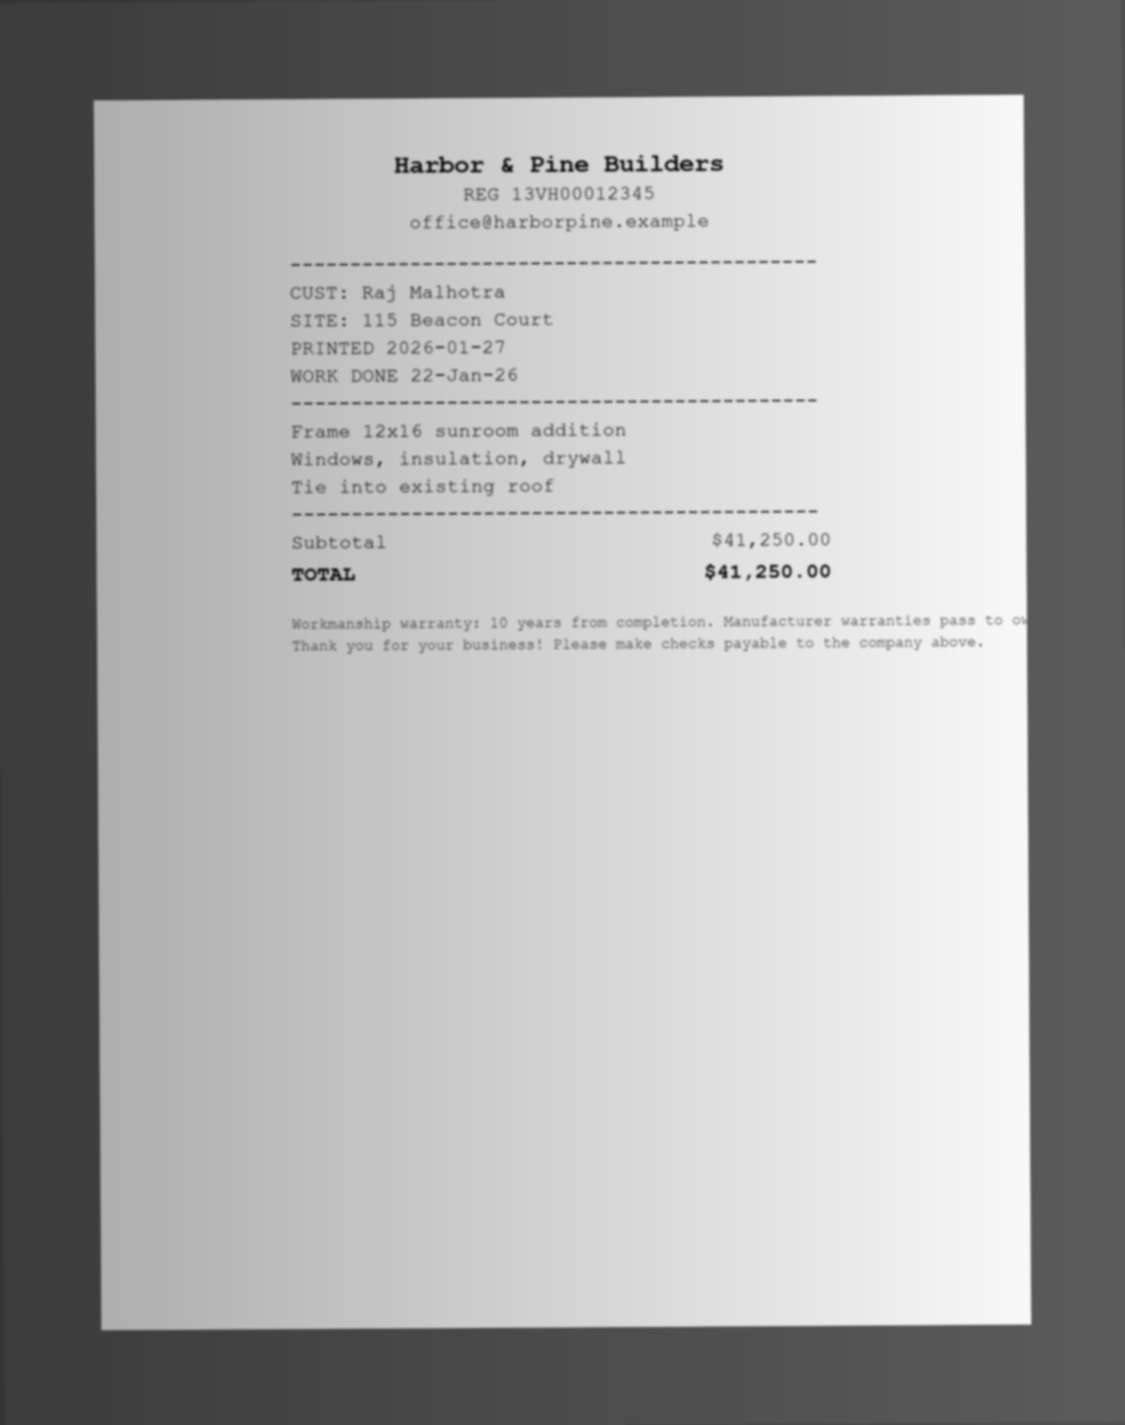 Harbor & Pine Builders
REG 13VH00012345
office@harborpine.example
--------------------------------------------
CUST: Raj Malhotra
SITE: 115 Beacon Court
PRINTED 2026-01-27
WORK DONE 22-Jan-26
--------------------------------------------
Frame 12x16 sunroom addition
Windows, insulation, drywall
Tie into existing roof
--------------------------------------------
Subtotal $41,250.00
TOTAL $41,250.00
Workmanship warranty: 10 years from completion. Manufacturer warranties pass to
Thank you for your business! Please make checks payable to the company above.